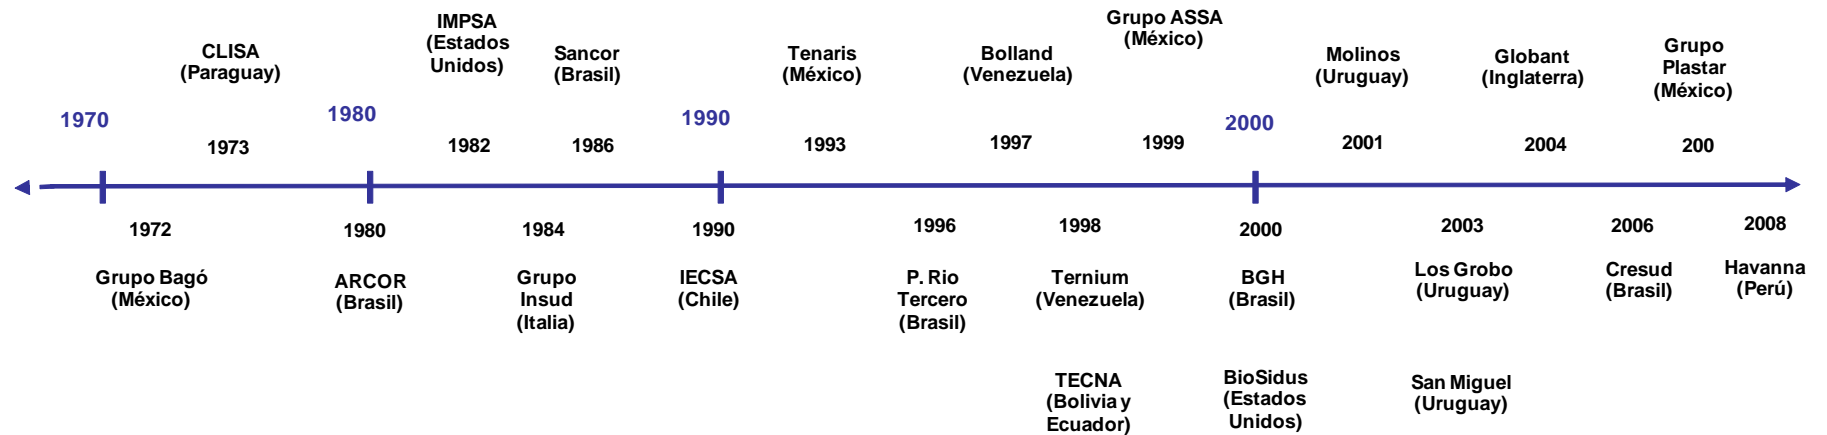 CLISA
(Paraguay)
IMPSA
(Estados
Unidos)
Sancor
(Brasil)
Tenaris
(México)
Bolland
(Venezuela)
Grupo ASSA
(México)
Molinos
(Uruguay)
Globant
(Inglaterra)
Grupo
Plastar
(México)
1970
1980
1990
2000
1973
1982
1986
1993
1997
1999
2001
2004
200
1972
1980
1984
1990
1996
1998
2000
2003
2006
2008
Grupo Bagó
(México)
ARCOR
(Brasil)
Grupo
Insud
(Italia)
IECSA
(Chile)
P. Rio
Tercero
(Brasil)
Ternium
(Venezuela)
BGH
(Brasil)
Los Grobo
(Uruguay)
Cresud
(Brasil)
Havanna
(Perú)
TECNA
(Bolivia y
Ecuador)
BioSidus
(Estados
Unidos)
San Miguel
(Uruguay)